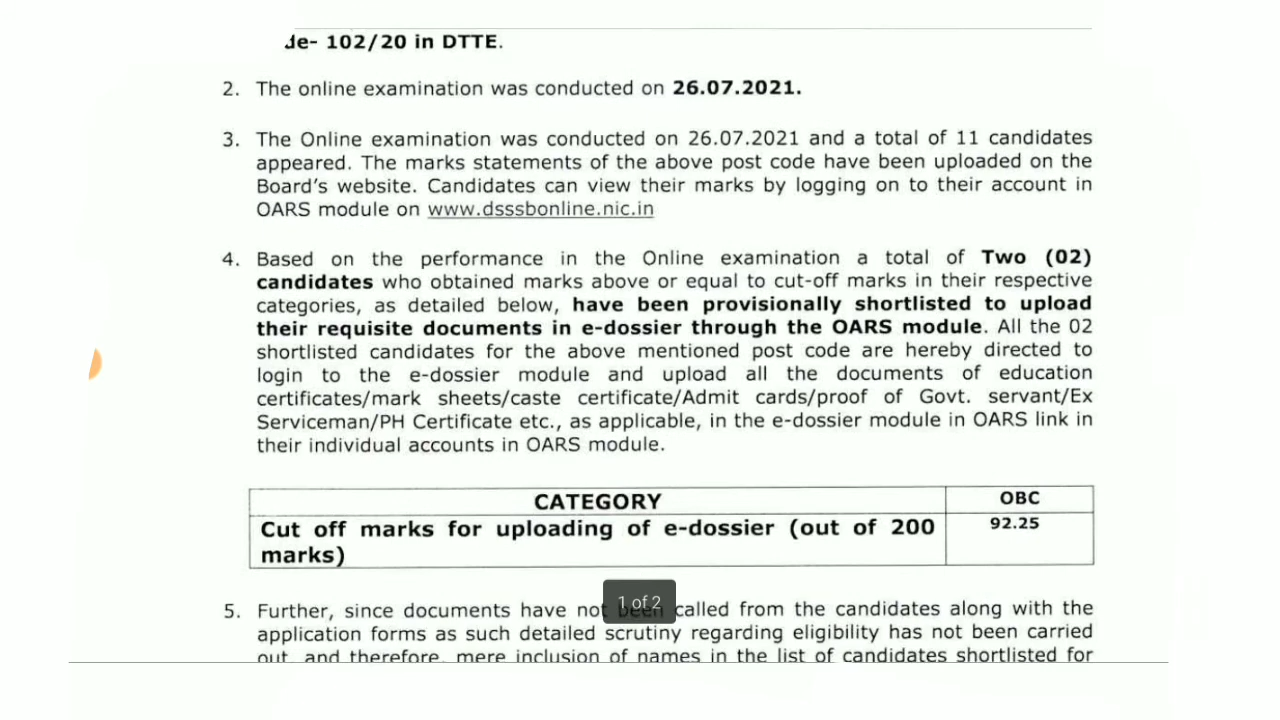 de- 102/20 in DTTE.
2. The online examination was conducted on 26.07.2021.
3. The Online examination was conducted on 26.07.2021 and a total of 11 candidates
appeared. The marks statements of the above post code have been uploaded on the
Board's website. Candidates can view their marks by logging on to their account in
OARS module on www.dsssbonline.nic.in
4. Based on the performance in the Online examination a total of Two (02)
candidates who obtained marks above or equal to cut-off marks in their respective
categories, as detailed below, have been provisionally shortlisted to upload
their requisite documents in e-dossier through the OARS module. All the 02
shortlisted candidates for the above mentioned post code are hereby directed to
login to the e-dossier module and upload all the documents of education
certificates/mark sheets/caste certificate/Admit cards/proof of Govt. servant/Ex
Serviceman/PH Certificate etc., as applicable, in the e-dossier module in OARS link in
their individual accounts in OARS module.
CATEGORY OBC
Cut off marks for uploading of e-dossier (out of 200 92.25
marks)
1 of 2
5. Further, since documents have not been called from the candidates along with the
application forms as such detailed scrutiny regarding eligibility has not been carried
out, and therefore, mere inclusion of names in the list of candidates shortlisted for